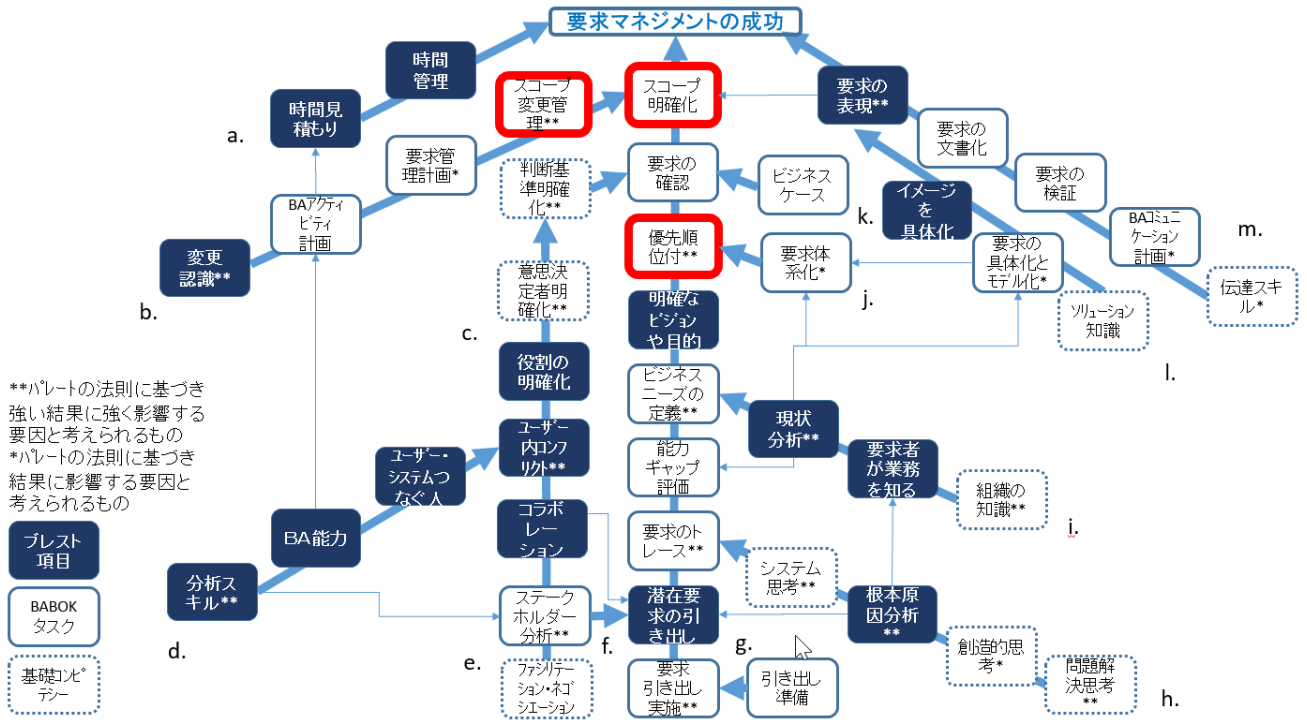 要求マネジメントの成功
時間
管理
スコープ
変更管
理**
スコープ
明確化
要求の
表現**
時間見
積もり
a.
要求管
理計画*
要求の
文書化
判断基
準明確
化**
要求の
確認
ビジネス
ケース
要求の
検証
k.
イメージ
を
具体化
BAアクティ
ビティ
計画
BAコミュニ
ケーション
計画*
m.
変更
認識**
b.
優先順
位付**
要求体
系化*
要求の
具体化と
モデル化*
意思決
定者明
確化**
伝達スキ
ル*
j.
c.
明確な
ビジョン
や目的
ソリューション
知識
役割の
明確化
l.
**パレートの法則に基づき
強い結果に強く影響する
要因と考えられるもの
*パレートの法則に基づき
結果に影響する要因と
考えられるもの
ビジネス
ニーズの
定義**
現状
分析**
ユーザー
内コンフ
リクト**
ユーザー・
システムつ
なぐ人
能力
ギャップ
評価
要求者
が業務
を知る
組織の
知識**
i.
ブレスト
項目
BA能力
コラボ
レー
ション
要求のト
レース**
システム
思考**
BABOK
タスク
分析ス
キル**
d.
ステーク
ホルダー
分析**
f.
潜在要
求の引
き出し
g.
根本原
因分析
**
創造的思
考*
e.
基礎コンピ
テンシー
ファシリテー
ション・ネゴ
シエーション
要求
引き出し
実施**
引き出し
準備
問題解
決思考
**
h.